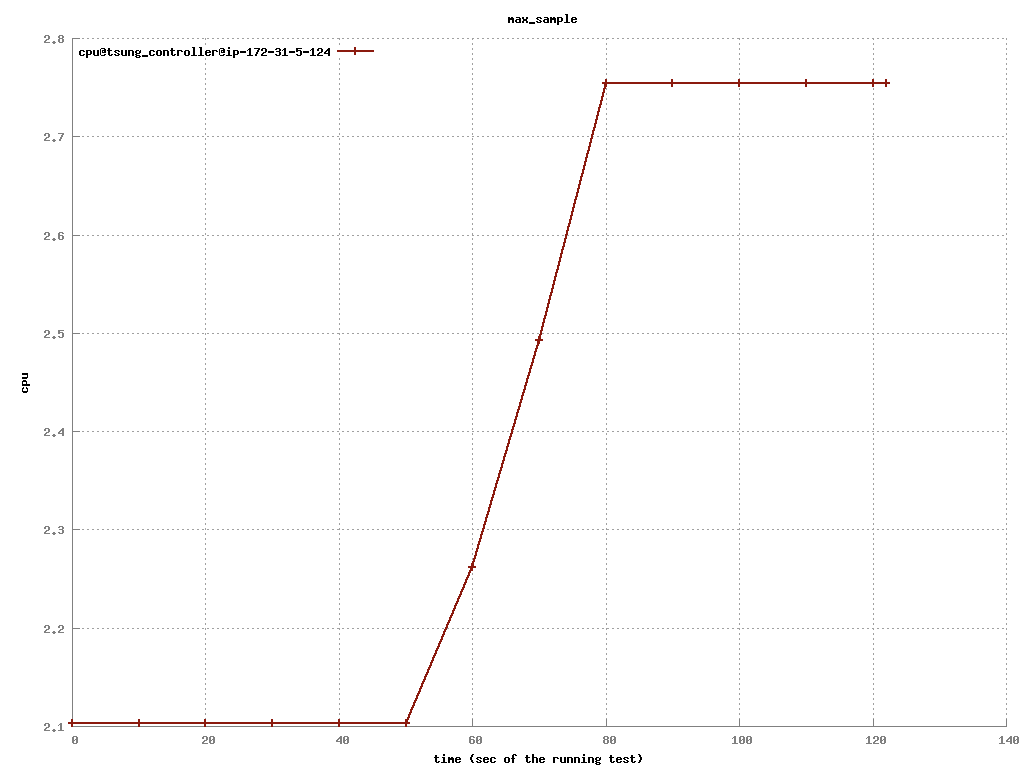 max_sample
cpu@tsung_controller@ip-172-31-5-124
2.8
2.7
2.6
2.5
2.4
2.3
2.2
2.1
cpu
0 20 40 60 80 100 120 140
time (sec of the running test)